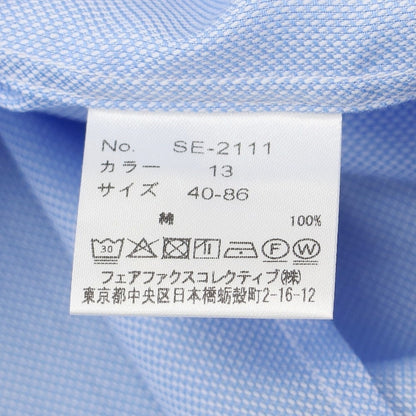 No. SE-2111
カラー 13
サイズ 40-86
綿 100%
30 F W
フェアファクスコレクティブ(株)
東京都中央区日本橋蛎殻町2-16-12